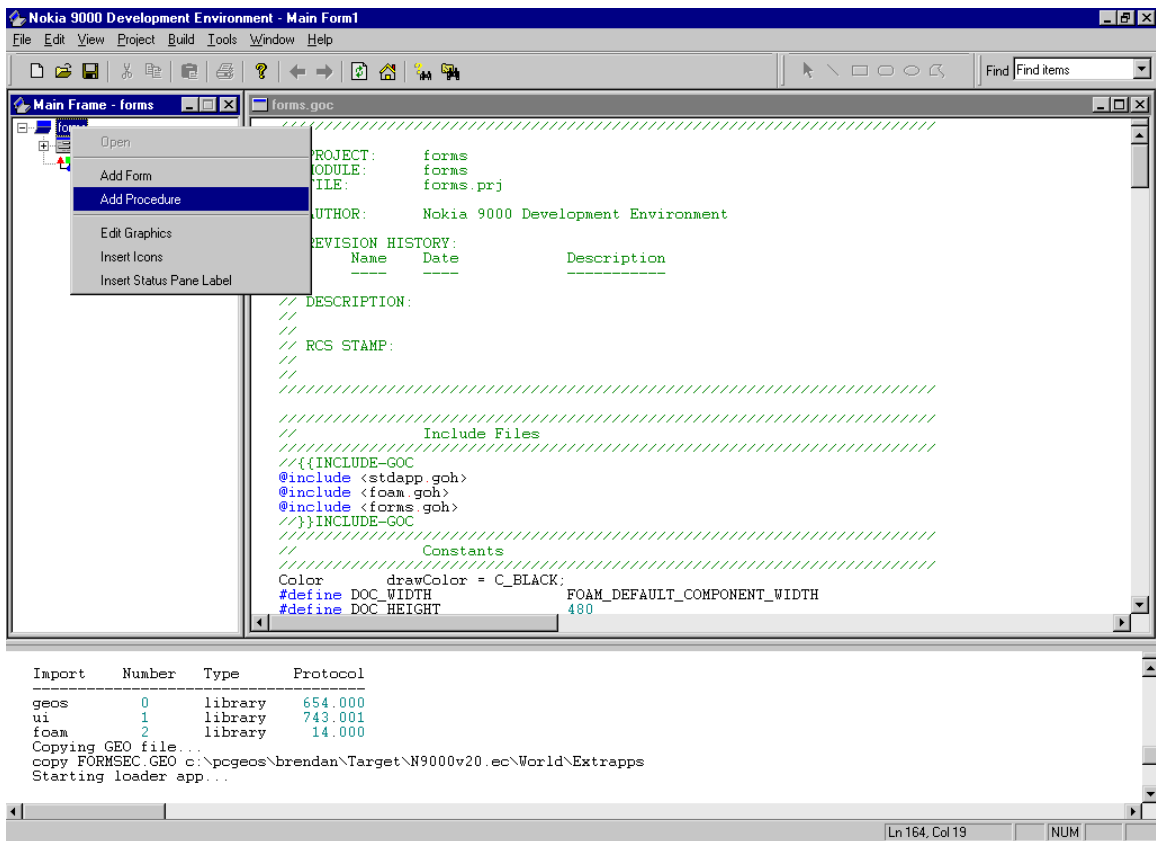 Nokia 9000 Development Environment - Main Form1
File Edit View Project Build Tools Window Help
Find Find items
Main Frame - forms
forms.goc
Open
Add Form
Add Procedure
Edit Graphics
Insert Icons
Insert Status Pane Label
////////////////////////////////////////////////////////////////////////
PROJECT: forms
MODULE: forms
FILE: forms.prj
AUTHOR: Nokia 9000 Development Environment
REVISION HISTORY:
Name Date Description
---- ---- -----------
// DESCRIPTION:
//
//
// RCS STAMP:
//
//
////////////////////////////////////////////////////////////////////////
////////////////////////////////////////////////////////////////////////
// Include Files
////////////////////////////////////////////////////////////////////////
//{{INCLUDE-GOC
@include <stdapp.goh>
@include <foam.goh>
@include <forms.goh>
//}}INCLUDE-GOC
////////////////////////////////////////////////////////////////////////
// Constants
////////////////////////////////////////////////////////////////////////
Color drawColor = C_BLACK;
#define DOC_WIDTH FOAM_DEFAULT_COMPONENT_WIDTH
#define DOC_HEIGHT 480
Import Number Type Protocol
-------------------------------------
geos 0 library 654.000
ui 1 library 743.001
foam 2 library 14.000
Copying GEO file...
copy FORMSEC.GEO c:\pcgeos\brendan\Target\N9000v20.ec\World\Extrapps
Starting loader app...
Ln 164, Col 19 NUM